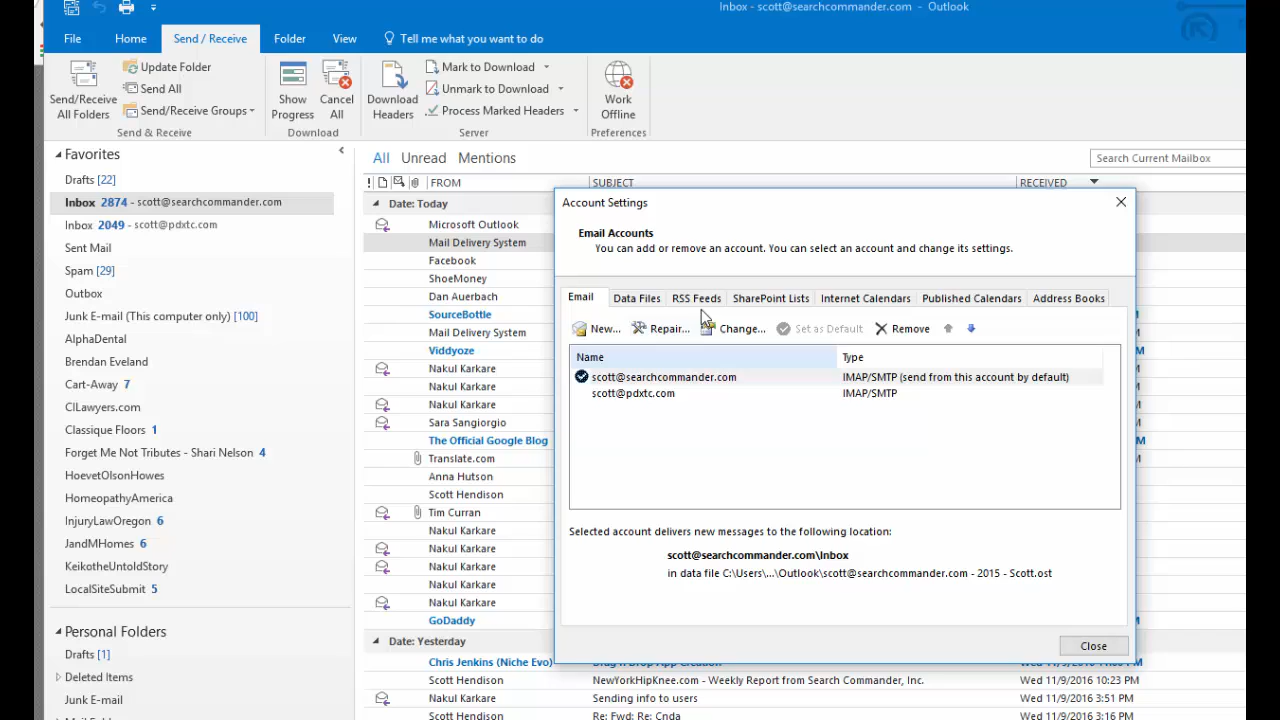 Inbox - scott@searchcommander.com - Outlook
File Home Send / Receive Folder View Tell me what you want to do
Send/Receive All Folders
Update Folder
Send All
Send/Receive Groups
Send & Receive
Show Progress
Cancel All
Download
Download Headers
Mark to Download
Unmark to Download
Process Marked Headers
Server
Work Offline
Preferences
Favorites
Drafts [22]
Inbox 2874 - scott@searchcommander.com
Inbox 2049 - scott@pdxtc.com
Sent Mail
Spam [29]
Outbox
Junk E-mail (This computer only) [100]
AlphaDental
Brendan Eveland
Cart-Away 7
CILawyers.com
Classique Floors 1
Forget Me Not Tributes - Shari Nelson 4
HoevetOlsonHowes
HomeopathyAmerica
InjuryLawOregon 6
JandMHomes 6
KeikotheUntoldStory
LocalSiteSubmit 5
Personal Folders
Drafts [1]
Deleted Items
Junk E-mail
All Unread Mentions
Search Current Mailbox
FROM SUBJECT RECEIVED
Date: Today
Microsoft Outlook
Mail Delivery System
Facebook
ShoeMoney
Dan Auerbach
SourceBottle
Mail Delivery System
Viddyoze
Nakul Karkare
Nakul Karkare
Nakul Karkare
Sara Sangiorgio
The Official Google Blog
Translate.com
Anna Hutson
Scott Hendison
Tim Curran
Nakul Karkare
Nakul Karkare
Nakul Karkare
Nakul Karkare
Nakul Karkare
GoDaddy
Date: Yesterday
Chris Jenkins (Niche Evo)
Scott Hendison NewYorkHipKnee.com - Weekly Report from Search Commander, Inc. Wed 11/9/2016 10:23 PM
Nakul Karkare Sending info to users Wed 11/9/2016 3:51 PM
Scott Hendison Re: Fwd: Re: Cnda Wed 11/9/2016 3:16 PM
Account Settings
Email Accounts
You can add or remove an account. You can select an account and change its settings.
Email Data Files RSS Feeds SharePoint Lists Internet Calendars Published Calendars Address Books
New... Repair... Change... Set as Default Remove
Name Type
scott@searchcommander.com IMAP/SMTP (send from this account by default)
scott@pdxtc.com IMAP/SMTP
Selected account delivers new messages to the following location:
scott@searchcommander.com\Inbox
in data file C:\Users\...\Outlook\scott@searchcommander.com - 2015 - Scott.ost
Close